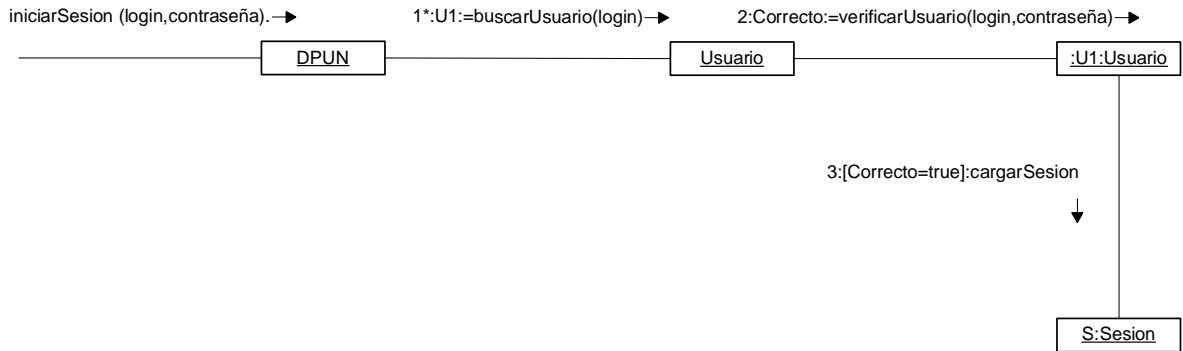 iniciarSesion (login,contraseña).
1*:U1:=buscarUsuario(login)
2:Correcto:=verificarUsuario(login,contraseña)
DPUN
Usuario
:U1:Usuario
3:[Correcto=true]:cargarSesion
S:Sesion